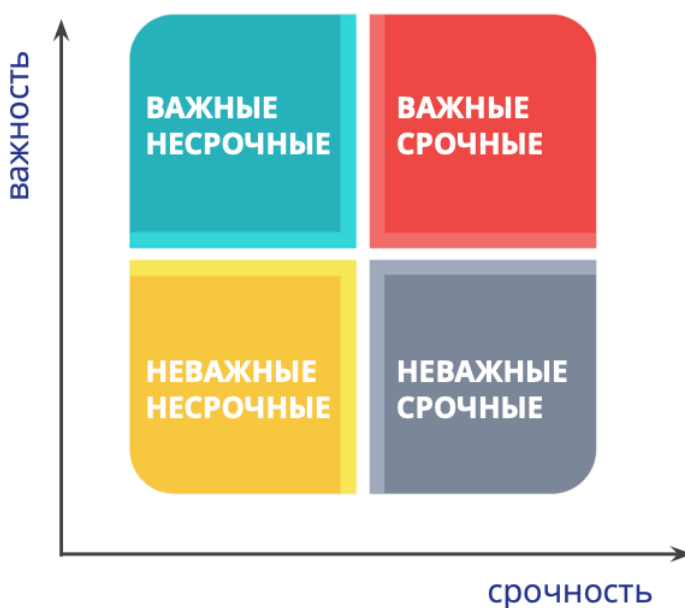 важность
ВАЖНЫЕ
НЕСРОЧНЫЕ
ВАЖНЫЕ
СРОЧНЫЕ
НЕВАЖНЫЕ
НЕСРОЧНЫЕ
НЕВАЖНЫЕ
СРОЧНЫЕ
срочность